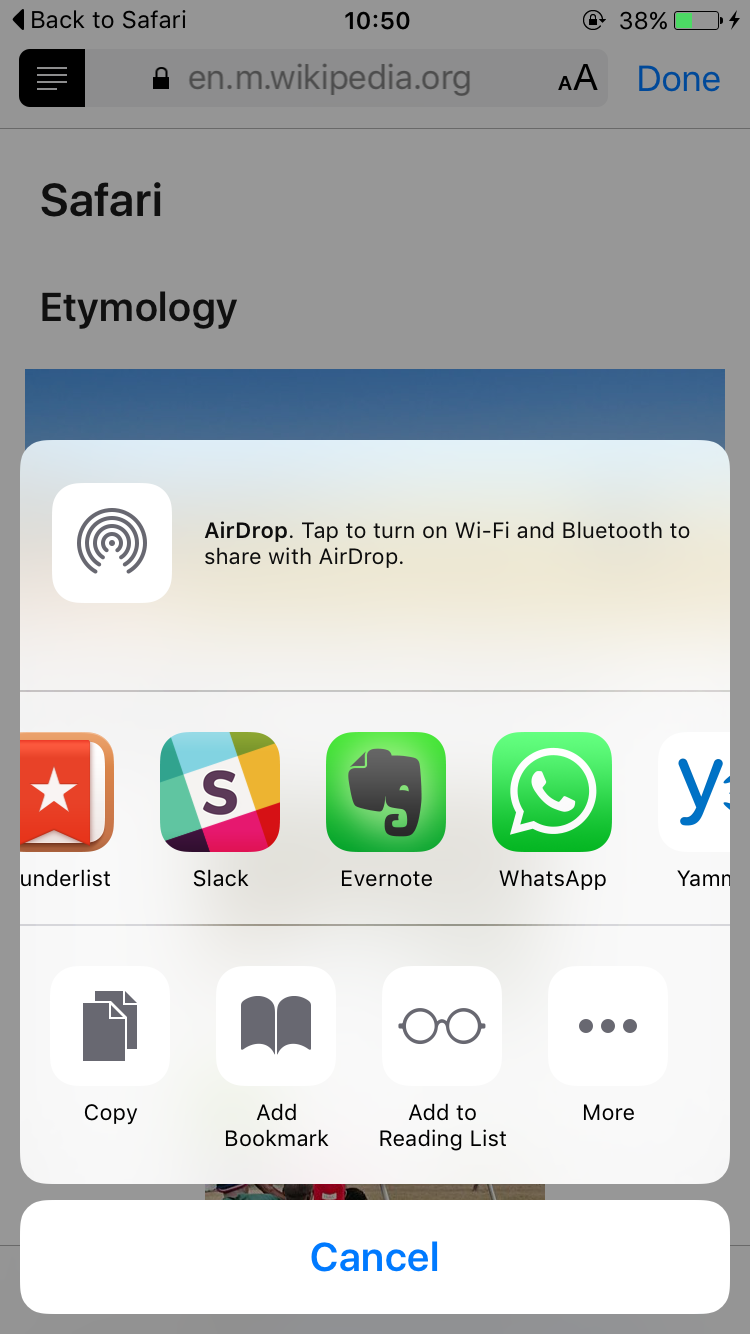 Back to Safari 10:50 38%
en.m.wikipedia.org AA Done
Safari
Etymology
AirDrop. Tap to turn on Wi-Fi and Bluetooth to
share with AirDrop.
S y
underlist Slack Evernote WhatsApp Yamm
Copy Add Bookmark Add to Reading List More
Cancel